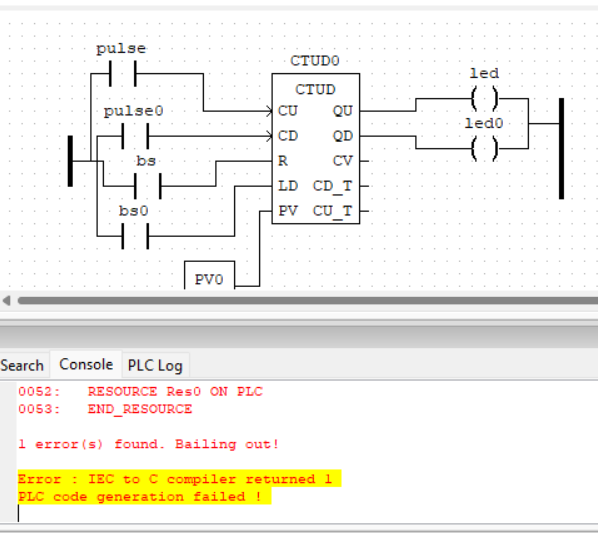 pulse
CTUD0
led
CTUD
pulse0
CU QU
led0
CD QD
bs
R CV
LD CD_T
bs0
PV CU_T
PV0
Search Console PLC Log
0052: RESOURCE Res0 ON PLC
0053: END_RESOURCE
1 error(s) found. Bailing out!
Error : IEC to C compiler returned 1
PLC code generation failed !